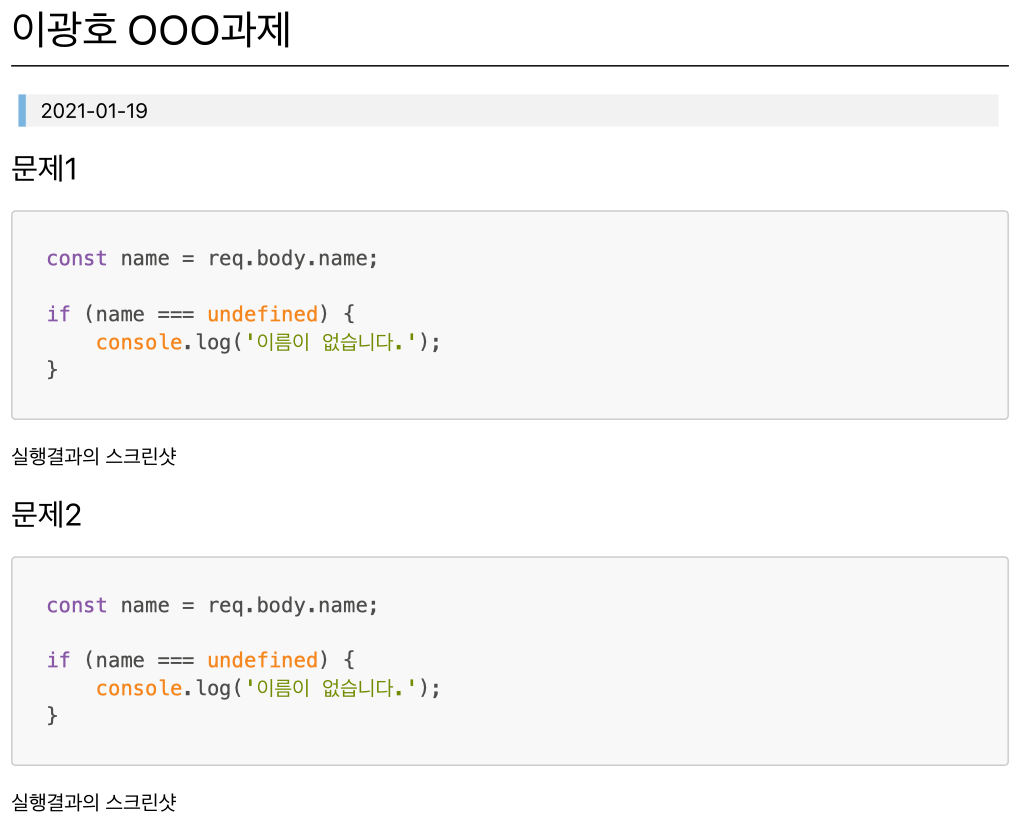 이광호 OOO과제
2021-01-19
문제1
const name = req.body.name;
if (name === undefined) {
    console.log('이름이 없습니다.');
}
실행결과의 스크린샷
문제2
const name = req.body.name;
if (name === undefined) {
    console.log('이름이 없습니다.');
}
실행결과의 스크린샷